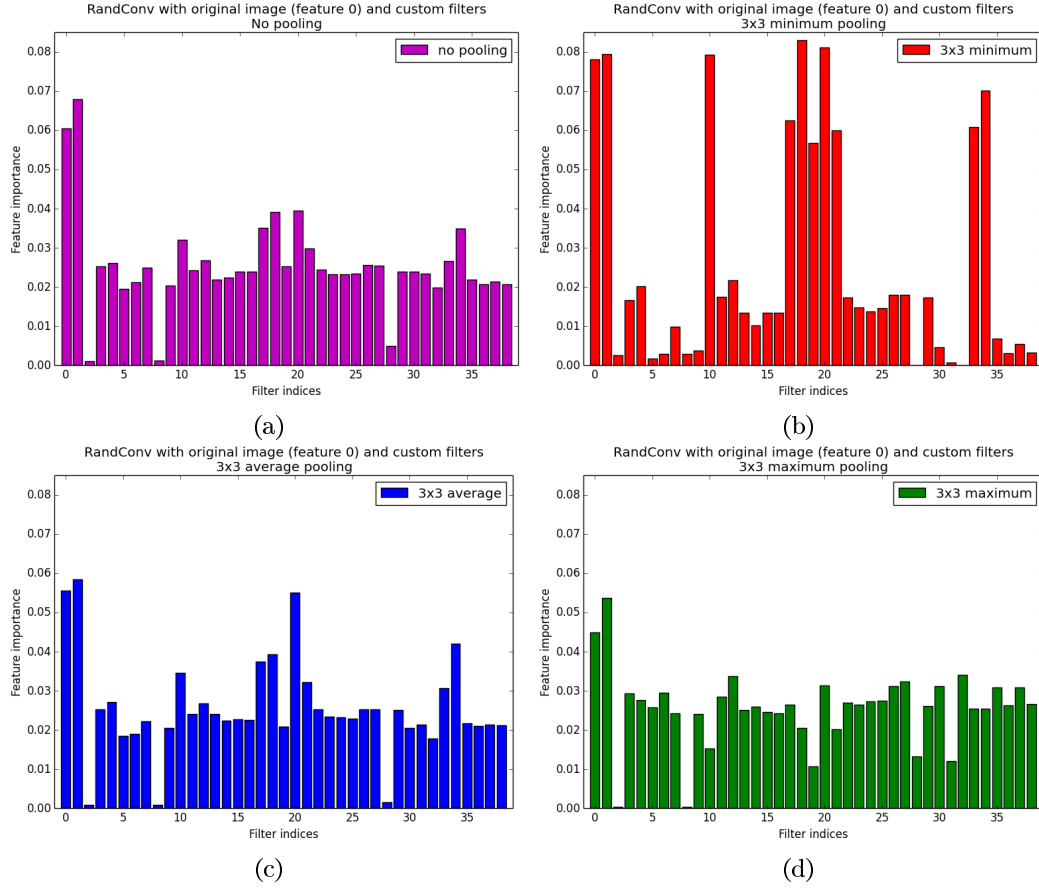 RandConv with original image (feature 0) and custom filters
No pooling
no pooling
Feature importance
0.08
0.07
0.06
0.05
0.04
0.03
0.02
0.01
0.00
0 5 10 15 20 25 30 35
Filter indices
(a)
RandConv with original image (feature 0) and custom filters
3x3 minimum pooling
3x3 minimum
Feature importance
0.08
0.07
0.06
0.05
0.04
0.03
0.02
0.01
0.00
0 5 10 15 20 25 30 35
Filter indices
(b)
RandConv with original image (feature 0) and custom filters
3x3 average pooling
3x3 average
Feature importance
0.08
0.07
0.06
0.05
0.04
0.03
0.02
0.01
0.00
0 5 10 15 20 25 30 35
Filter indices
(c)
RandConv with original image (feature 0) and custom filters
3x3 maximum pooling
3x3 maximum
Feature importance
0.08
0.07
0.06
0.05
0.04
0.03
0.02
0.01
0.00
0 5 10 15 20 25 30 35
Filter indices
(d)